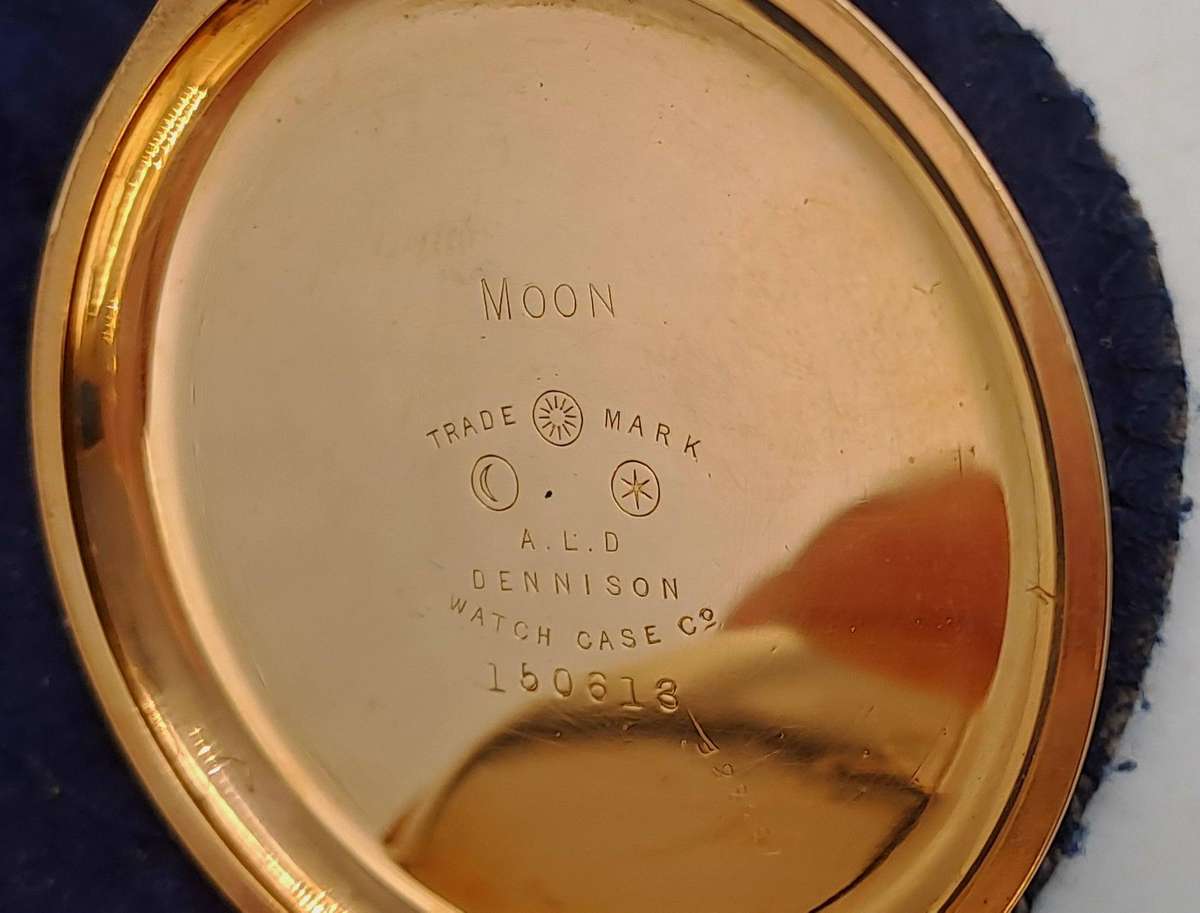 MOON
TRADE MARK
A.L.D
DENNISON
WATCH CASE Cº
150613